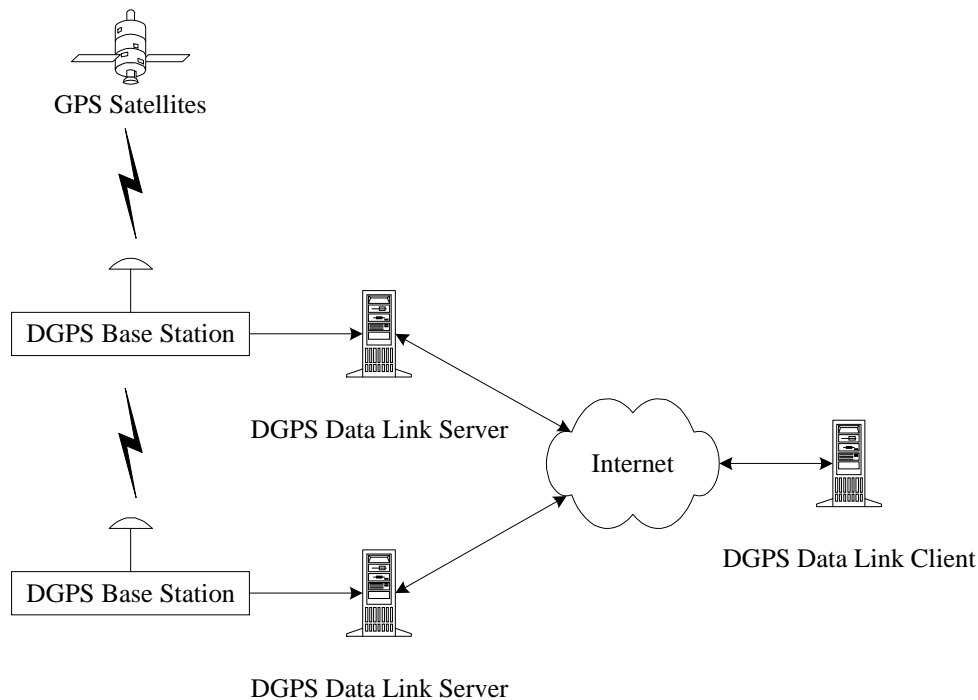 GPS Satellites
DGPS Base Station
DGPS Data Link Server
Internet
DGPS Data Link Client
DGPS Base Station
DGPS Data Link Server